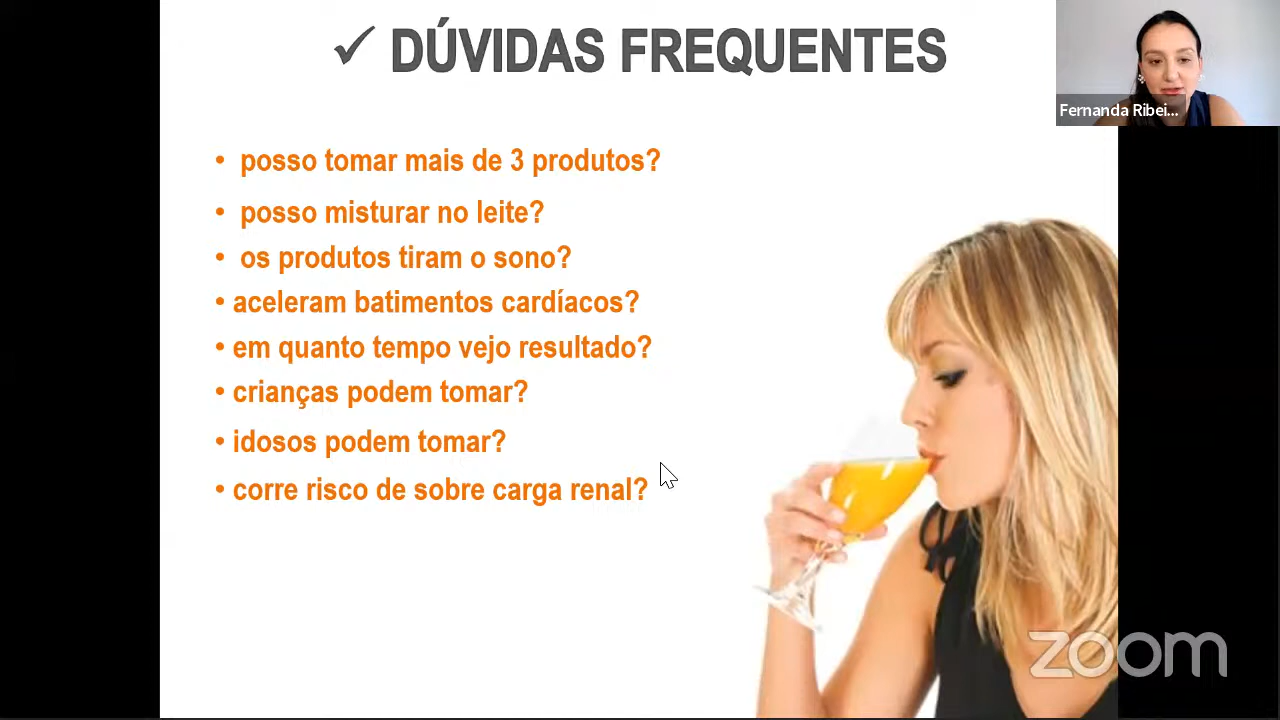 ✓ DÚVIDAS FREQUENTES
Fernanda Ribei...
• posso tomar mais de 3 produtos?
• posso misturar no leite?
• os produtos tiram o sono?
• aceleram batimentos cardíacos?
• em quanto tempo vejo resultado?
• crianças podem tomar?
• idosos podem tomar?
• corre risco de sobre carga renal?
zoom